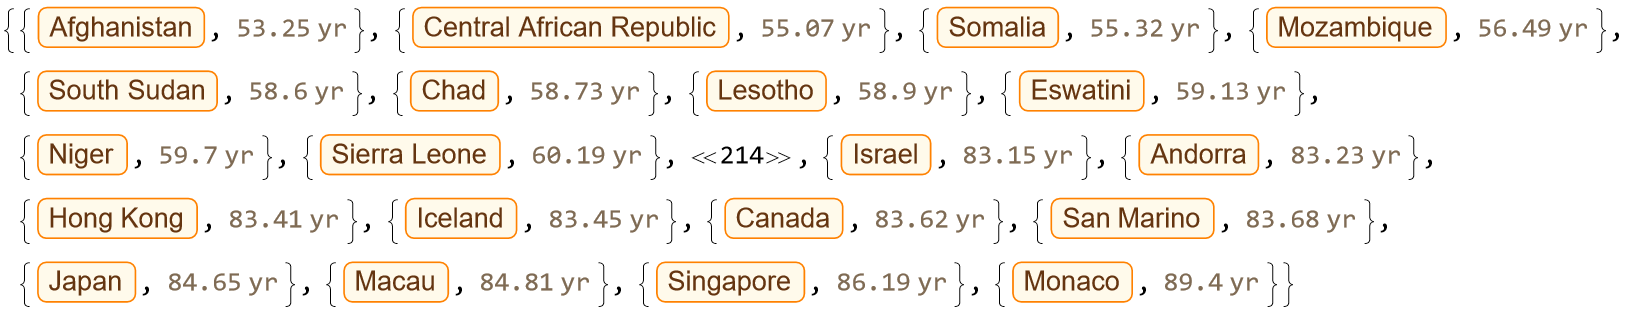 {{Afghanistan, 53.25 yr}, {Central African Republic, 55.07 yr}, {Somalia, 55.32 yr}, {Mozambique, 56.49 yr},
{South Sudan, 58.6 yr}, {Chad, 58.73 yr}, {Lesotho, 58.9 yr}, {Eswatini, 59.13 yr},
{Niger, 59.7 yr}, {Sierra Leone, 60.19 yr}, <<214>>, {Israel, 83.15 yr}, {Andorra, 83.23 yr},
{Hong Kong, 83.41 yr}, {Iceland, 83.45 yr}, {Canada, 83.62 yr}, {San Marino, 83.68 yr},
{Japan, 84.65 yr}, {Macau, 84.81 yr}, {Singapore, 86.19 yr}, {Monaco, 89.4 yr}}